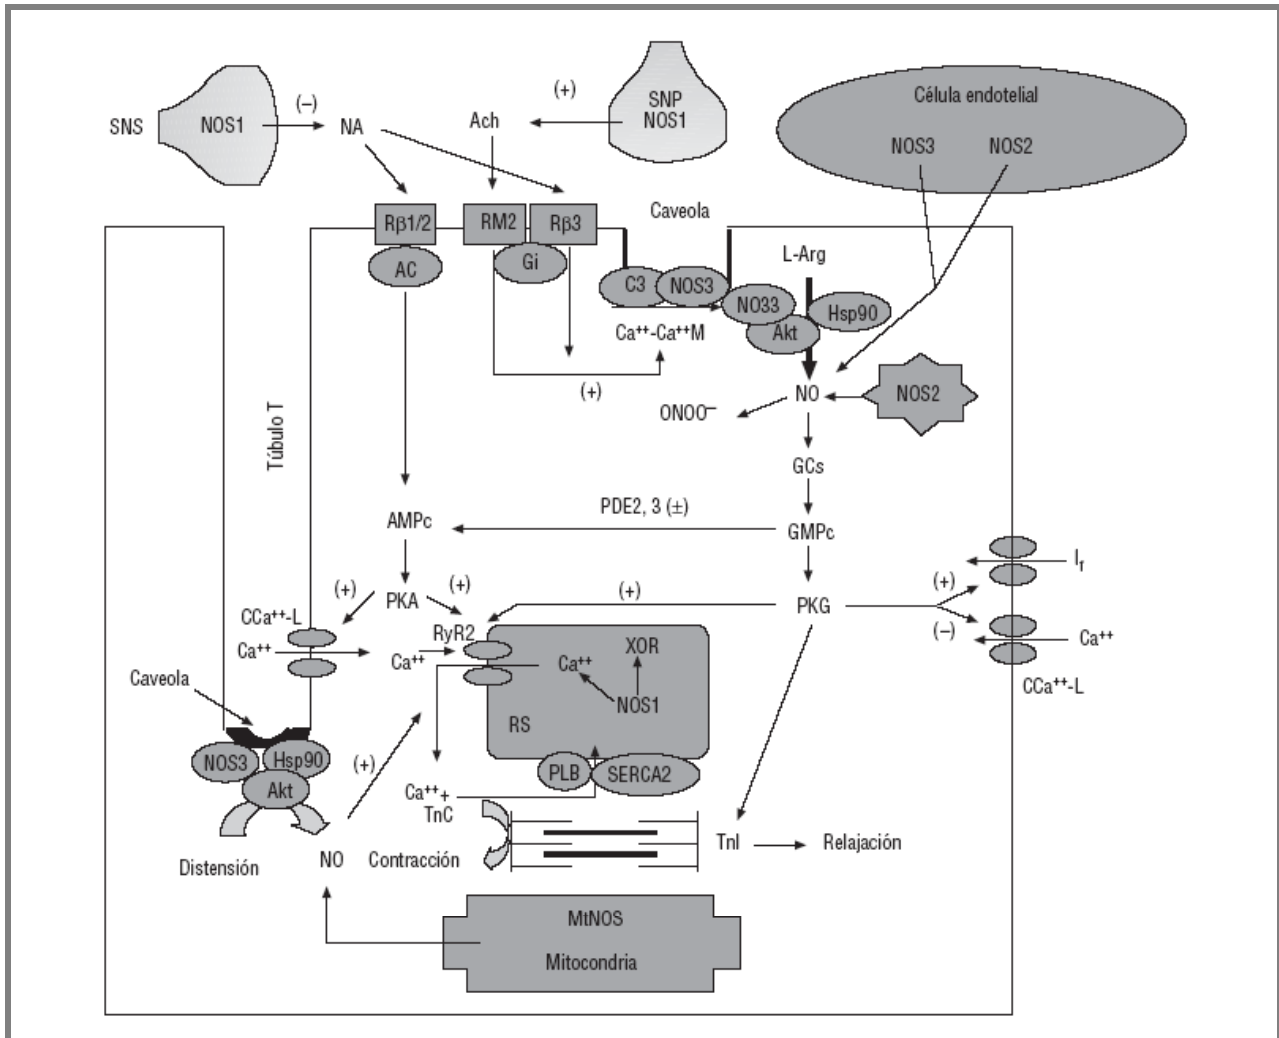 SNS
NOS1
(–)
NA
Ach
(+)
SNP
NOS1
Célula endotelial
NOS3
NOS2
Rβ1/2
AC
RM2
Rβ3
Gi
Caveola
C3
NOS3
L-Arg
NO33
Hsp90
Akt
Ca++-Ca++M
(+)
ONOO–
NO
NOS2
Túbulo T
GCs
AMPc
PDE2, 3 (±)
GMPc
(+)
PKA
(+)
(+)
PKG
(+)
(–)
If
Ca++
CCa++-L
CCa++-L
Ca++
Ca++
RyR2
Ca++
XOR
NOS1
RS
Caveola
NOS3
Hsp90
Akt
(+)
PLB
SERCA2
Ca+++
TnC
Distensión
NO
Contracción
TnI
Relajación
MtNOS
Mitocondria